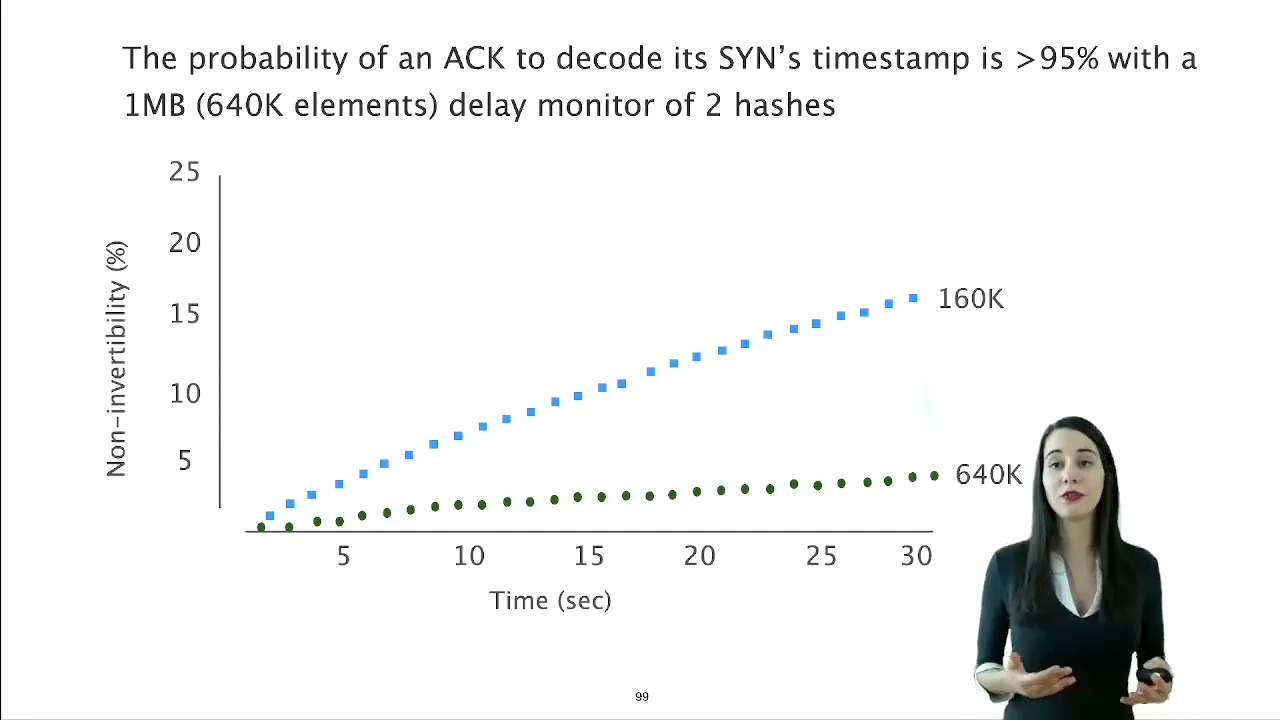 The probability of an ACK to decode its SYN’s timestamp is >95% with a
1MB (640K elements) delay monitor of 2 hashes
25
20
15
10
5
Non-invertibility (%)
160K
640K
5 10 15 20 25 30
Time (sec)
99